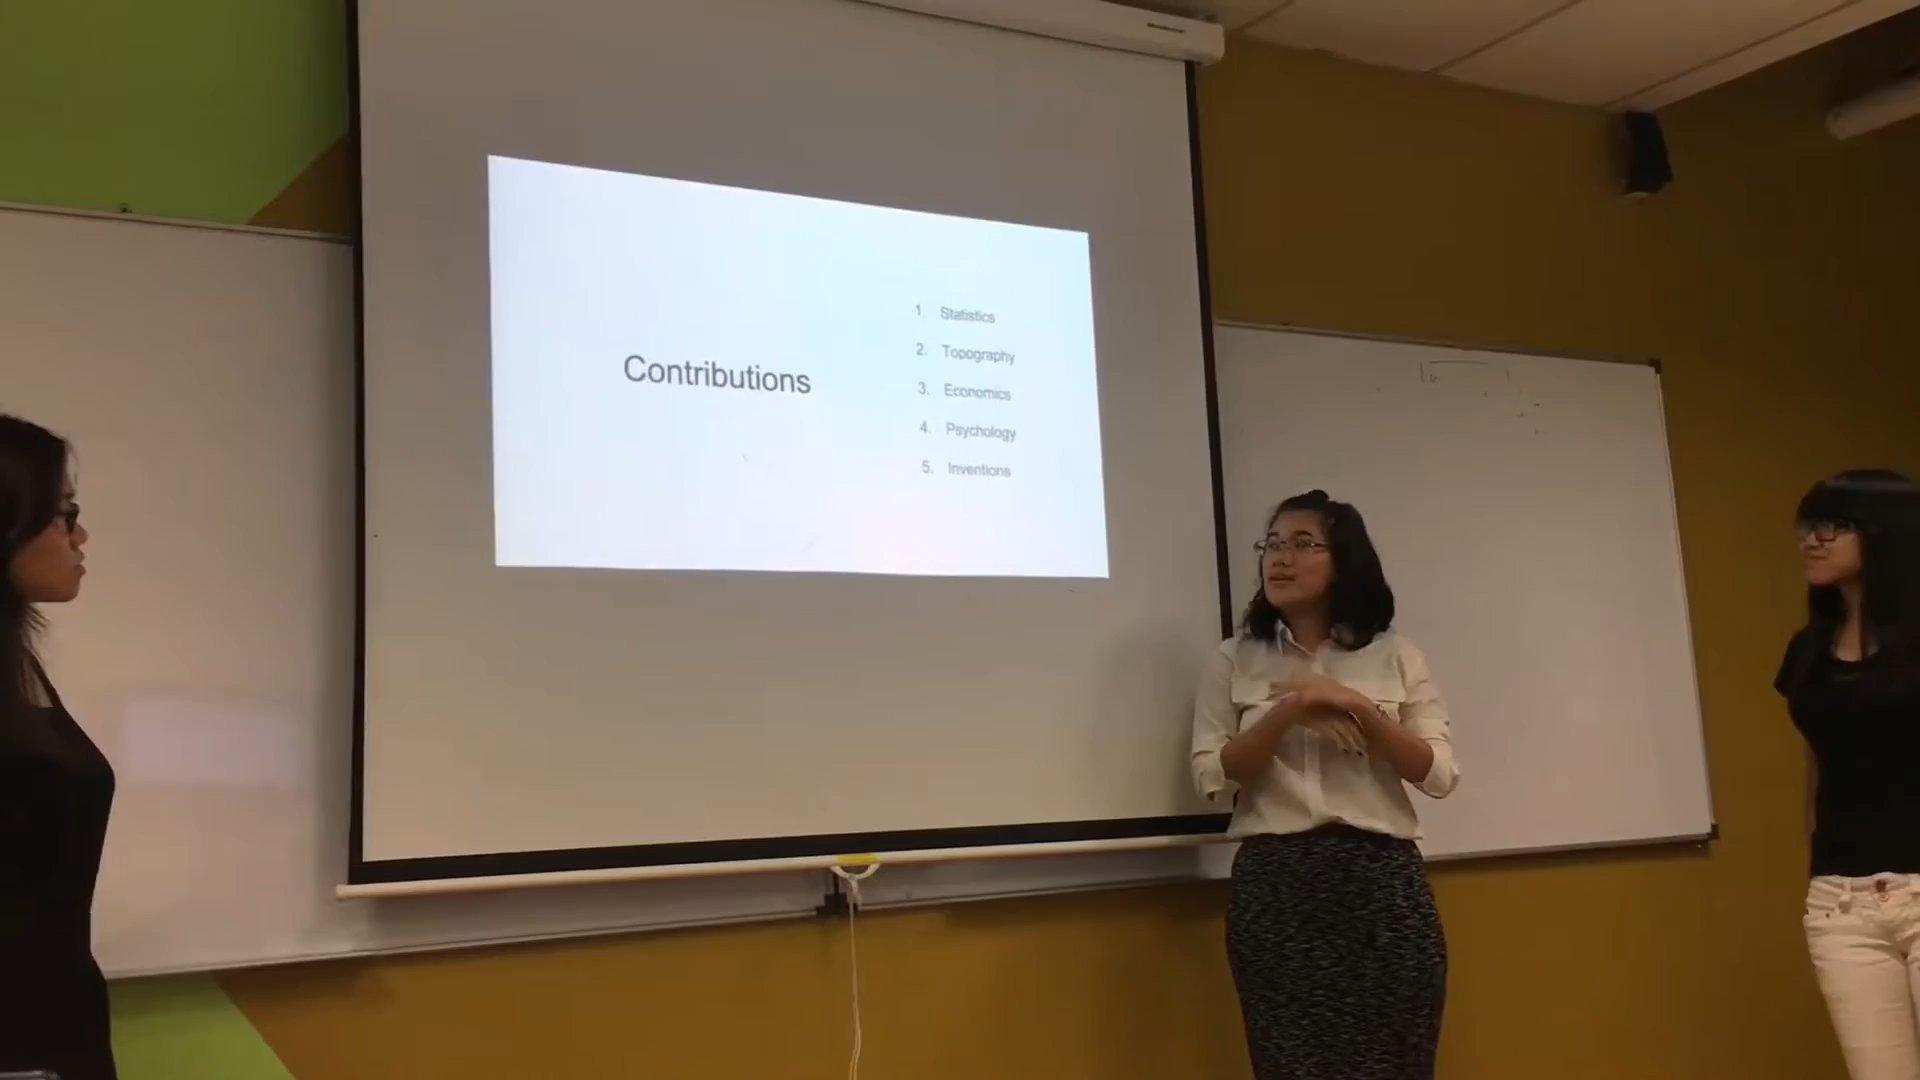 Contributions
1. Statistics
2. Topography
3. Economics
4. Psychology
5. Inventions